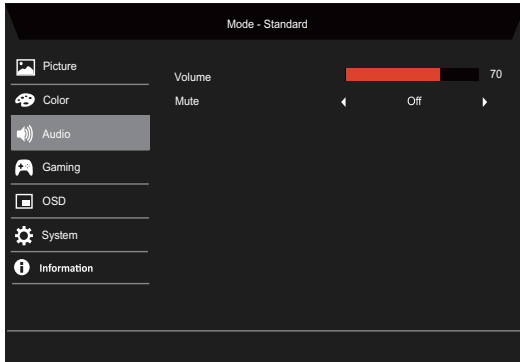 Mode - Standard
Picture
Color
Audio
Gaming
OSD
System
Information
Volume 70
Mute Off